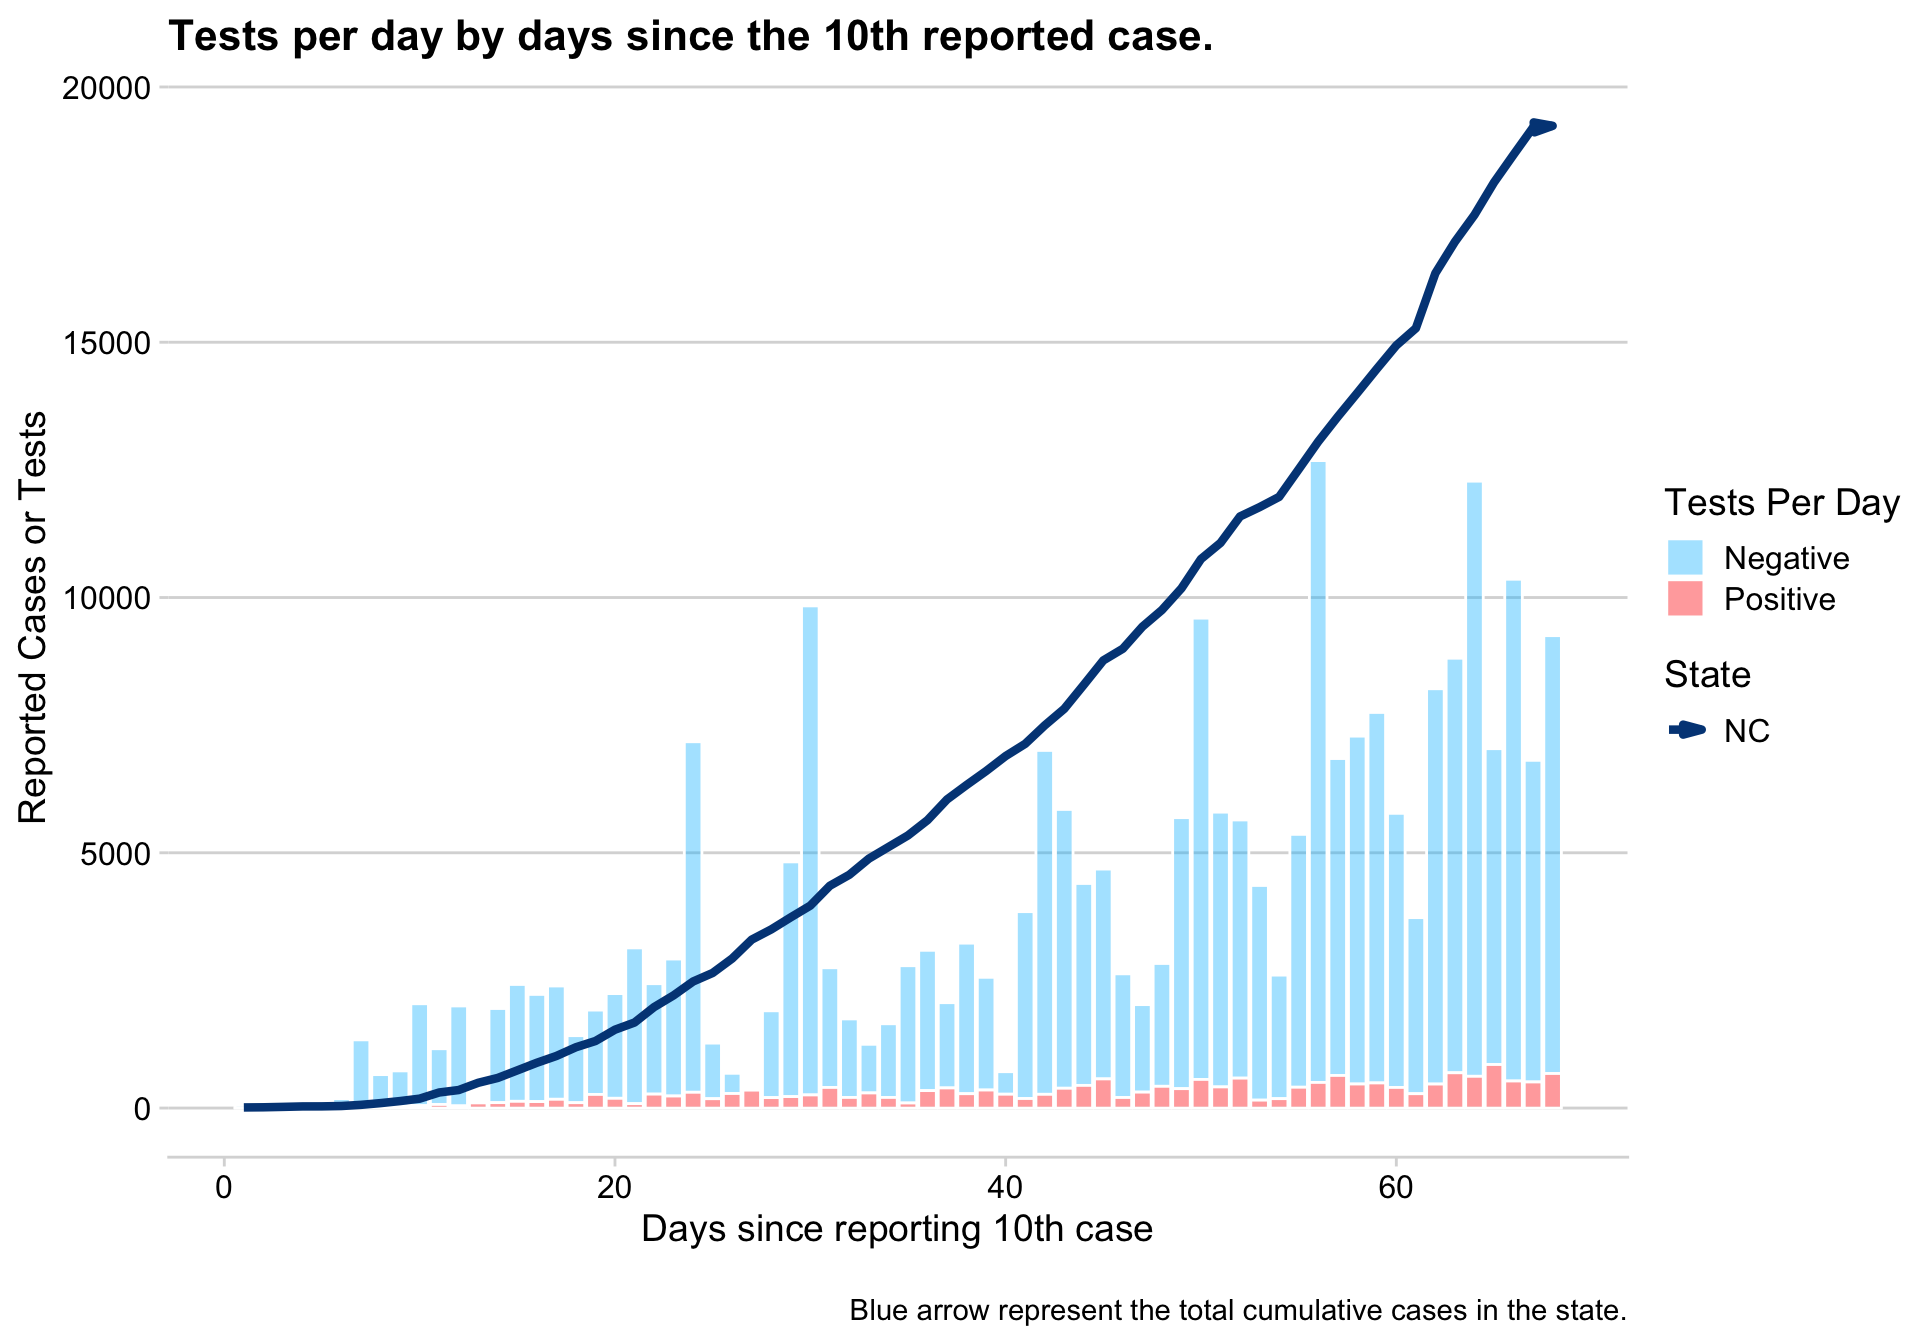 Tests per day by days since the 10th reported case.
20000
15000
10000
5000
0
Reported Cases or Tests
0 20 40 60
Days since reporting 10th case
Tests Per Day
Negative
Positive
State
NC
Blue arrow represent the total cumulative cases in the state.